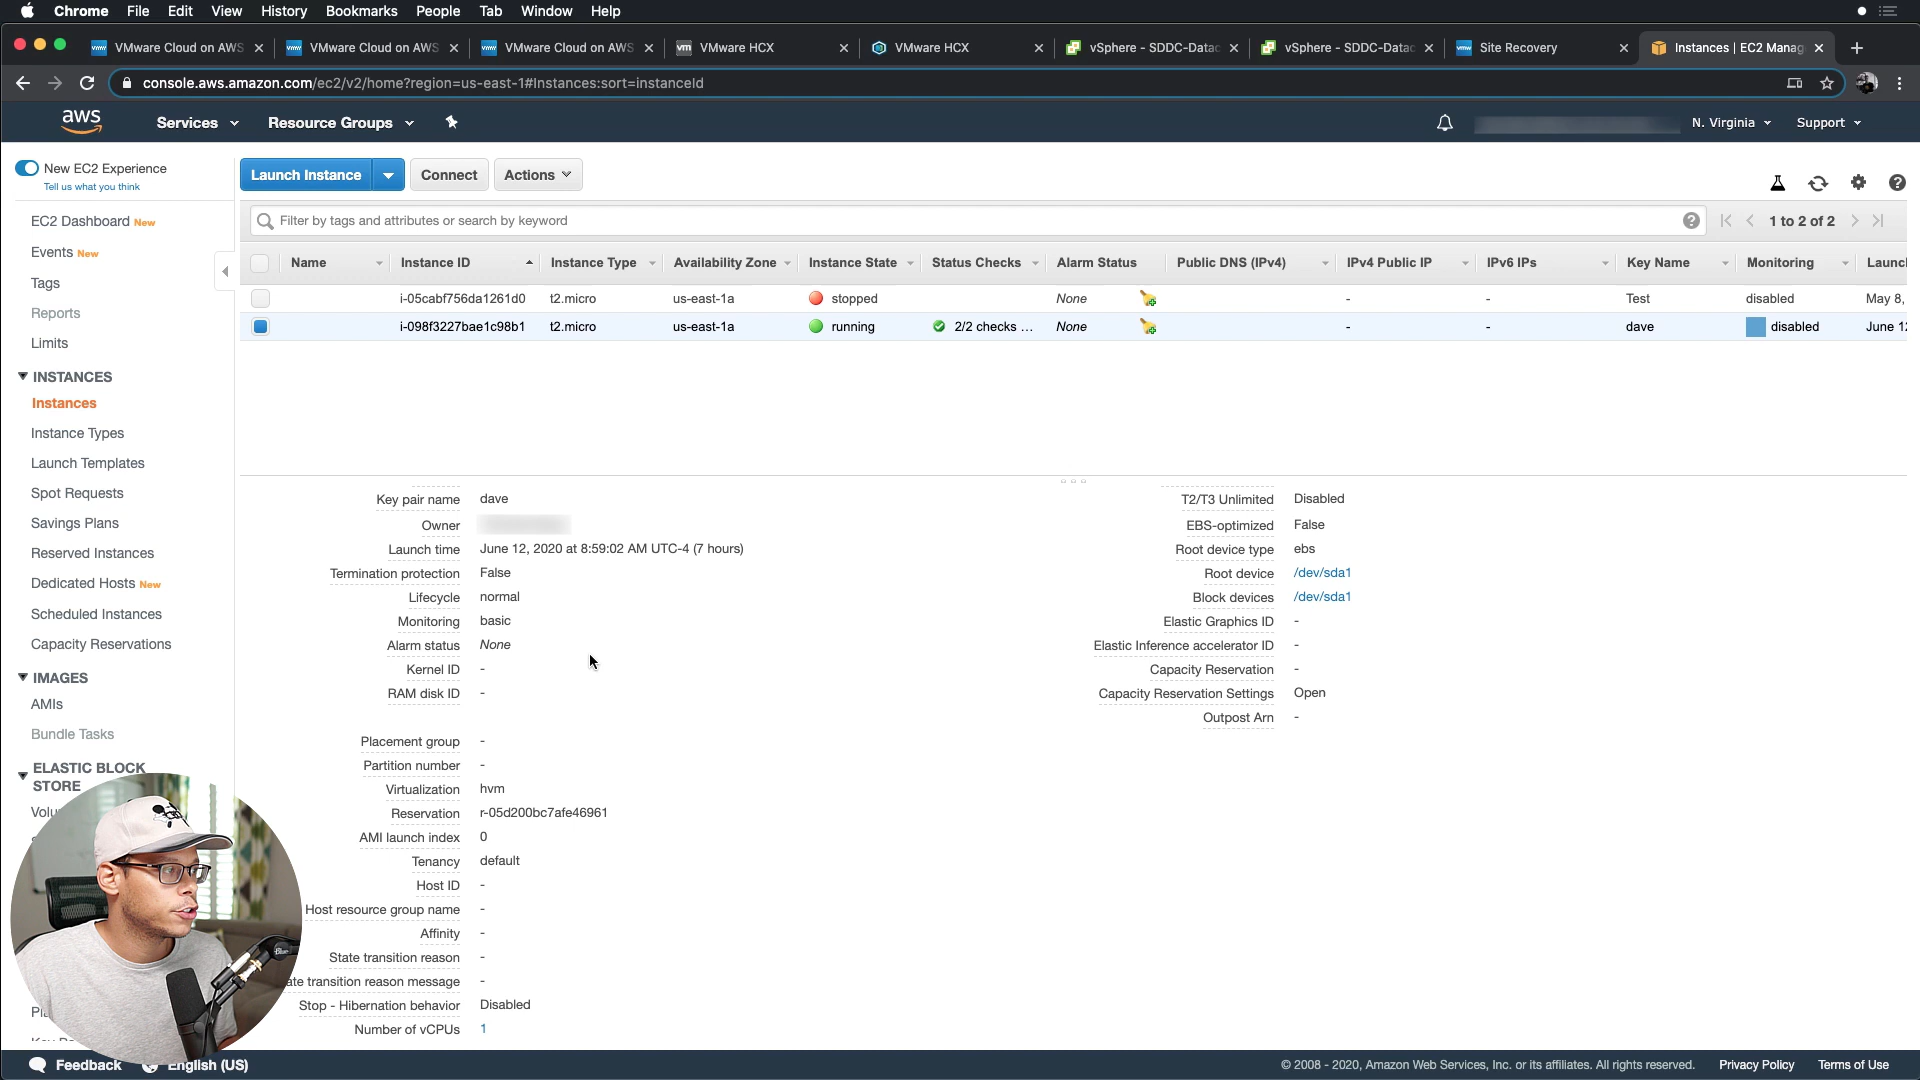 Chrome File Edit View History Bookmarks People Tab Window Help
VMware Cloud on AWS VMware Cloud on AWS VMware Cloud on AWS VMware HCX VMware HCX vSphere - SDDC-Datac vSphere - SDDC-Datac Site Recovery Instances | EC2 Manag
console.aws.amazon.com/ec2/v2/home?region=us-east-1#Instances:sort=instanceId
aws Services Resource Groups N. Virginia Support
New EC2 Experience
Tell us what you think
Launch Instance Connect Actions
EC2 Dashboard New
Events New
Tags
Reports
Limits
INSTANCES
Instances
Instance Types
Launch Templates
Spot Requests
Savings Plans
Reserved Instances
Dedicated Hosts New
Scheduled Instances
Capacity Reservations
IMAGES
AMIs
Bundle Tasks
ELASTIC BLOCK
STORE
Filter by tags and attributes or search by keyword 1 to 2 of 2
Name Instance ID Instance Type Availability Zone Instance State Status Checks Alarm Status Public DNS (IPv4) IPv4 Public IP IPv6 IPs Key Name Monitoring Launc
i-05cabf756da1261d0 t2.micro us-east-1a stopped None - - Test disabled May 8,
i-098f3227bae1c98b1 t2.micro us-east-1a running 2/2 checks ... None - - dave disabled June 12
Key pair name dave
Owner
Launch time June 12, 2020 at 8:59:02 AM UTC-4 (7 hours)
Termination protection False
Lifecycle normal
Monitoring basic
Alarm status None
Kernel ID -
RAM disk ID -
Placement group -
Partition number -
Virtualization hvm
Reservation r-05d200bc7afe46961
AMI launch index 0
Tenancy default
Host ID -
Host resource group name -
Affinity -
State transition reason -
ate transition reason message -
Stop - Hibernation behavior Disabled
Number of vCPUs 1
T2/T3 Unlimited Disabled
EBS-optimized False
Root device type ebs
Root device /dev/sda1
Block devices /dev/sda1
Elastic Graphics ID -
Elastic Inference accelerator ID -
Capacity Reservation -
Capacity Reservation Settings Open
Outpost Arn -
Feedback English (US) © 2008 - 2020, Amazon Web Services, Inc. or its affiliates. All rights reserved. Privacy Policy Terms of Use